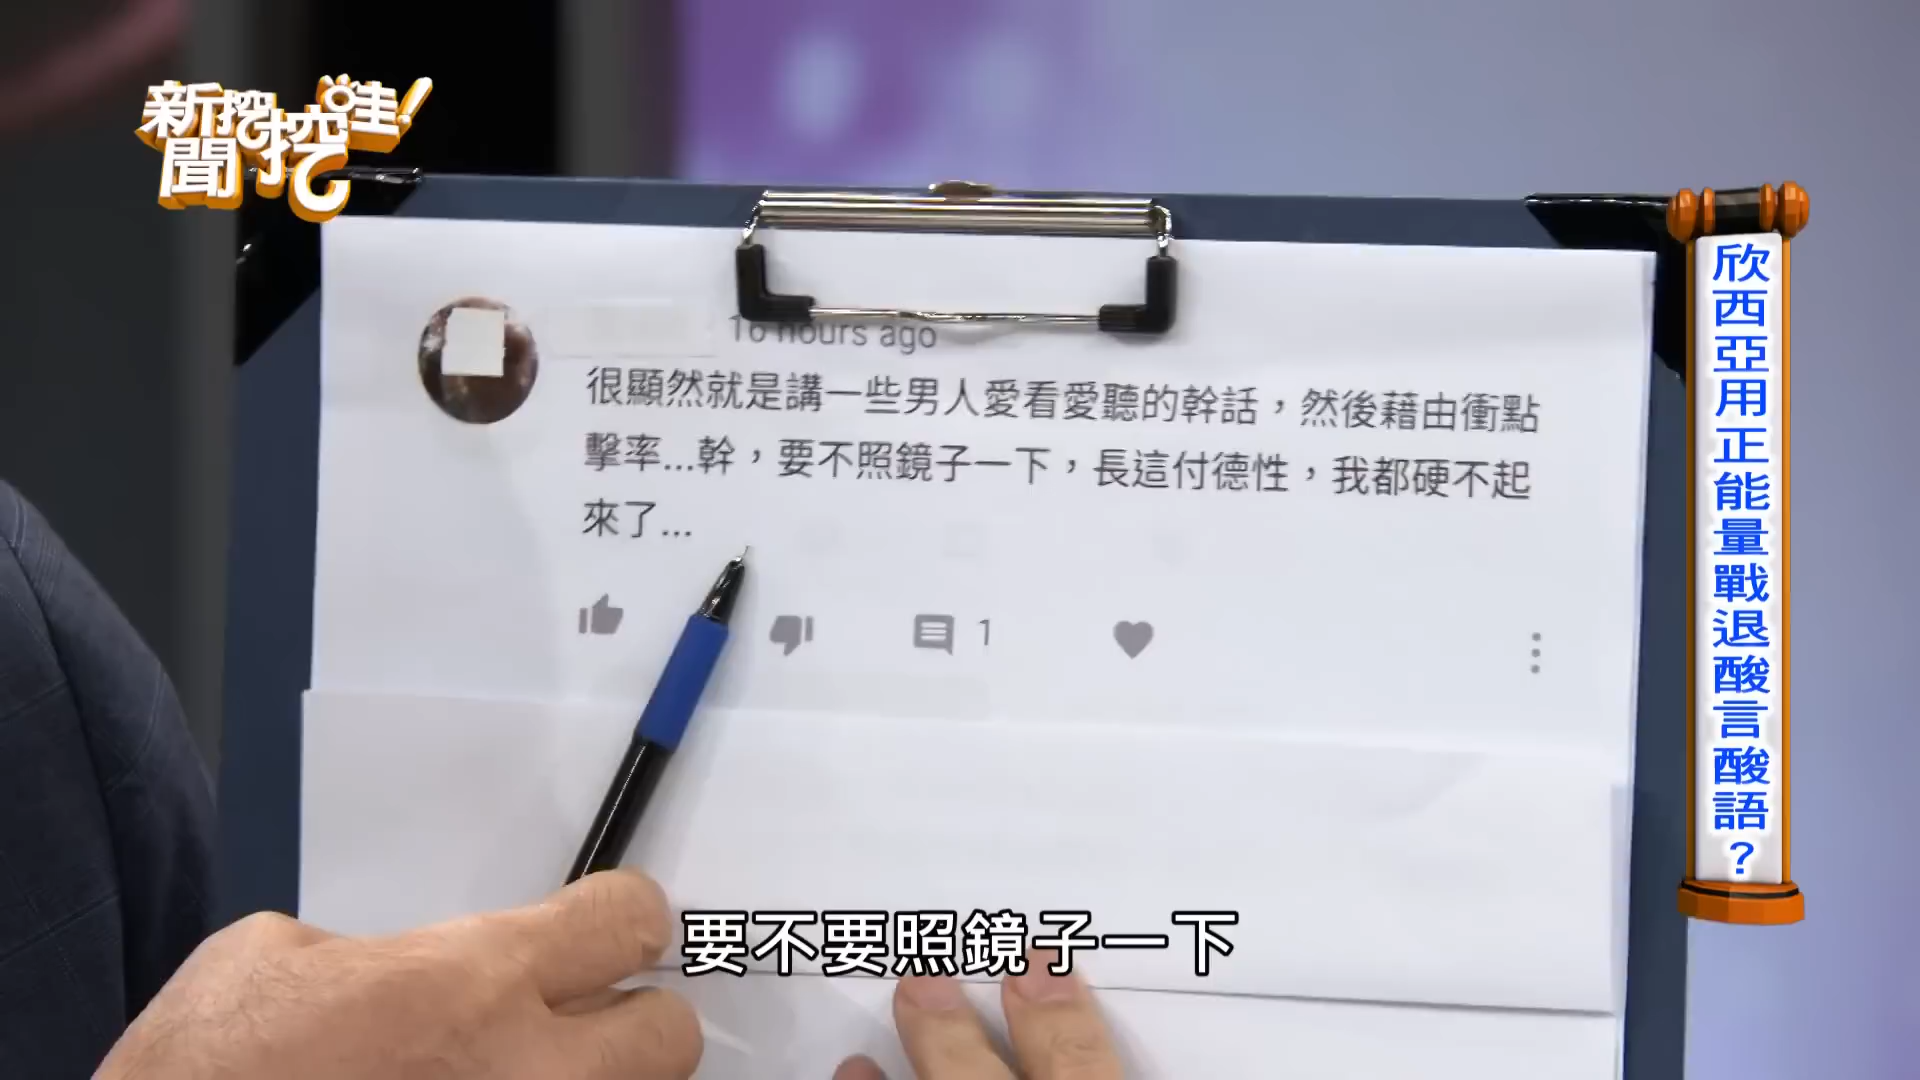 新聞挖挖哇!
16 hours ago
很顯然就是講一些男人愛看愛聽的幹話，然後藉由衝點
擊率...幹，要不照鏡子一下，長這付德性，我都硬不起
來了...
1
欣西亞用正能量戰退酸言酸語？
要不要照鏡子一下